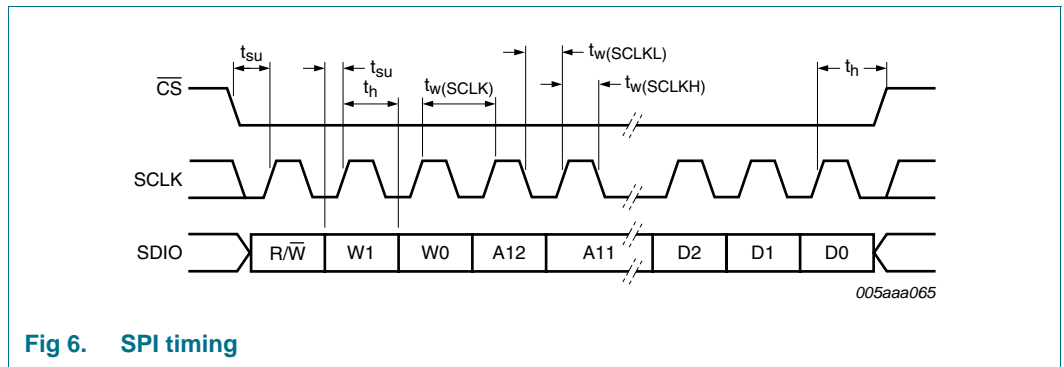 tsu
tsu
th
tw(SCLK)
tw(SCLKL)
tw(SCLKH)
th
CS
SCLK
SDIO
R/W
W1
W0
A12
A11
D2
D1
D0
005aaa065
Fig 6. SPI timing